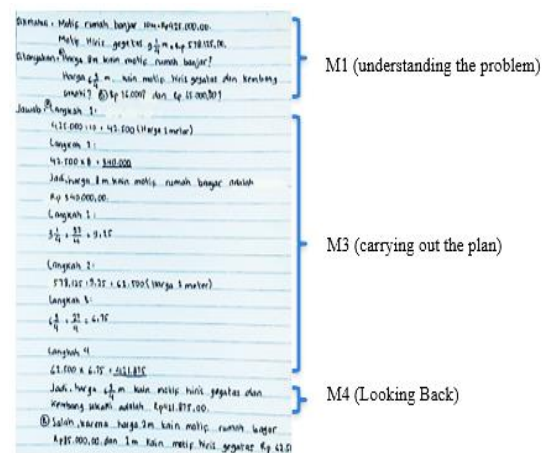 Diketahui : Motif rumah banjar 10m = Rp425.000,00.
Motif Hiris gegatas 9 1/4 m = Rp 578.125,00.
Ditanyakan : Harga 8m kain motif rumah banjar?
Harga 6 3/4 m kain motif hiris gegatas dan kembang
dan
Jawab Langkah 1:
425.000 : 10 = 42.500 (Harga 1 meter)
Langkah 2:
42.500 x 8 = 340.000
Jadi, harga 8 m kain motif rumah banjar adalah
Rp 340.000,00.
Langkah 1:
9 1/4 = 37/4 = 9,25
Langkah 2:
578.125 : 9,25 = 62.500 (Harga 1 meter)
Langkah 3:
6 3/4 = 27/4 = 6,75
Langkah 4
62.500 x 6,75 = 421.875
Jadi, harga 6 3/4 m kain motif hiris gegatas dan
kembang adalah Rp421.875,00.
b Salah, karena harga 2m kain motif rumah banjar
Rp85.000,00 dan 1m kain motif hiris gegatas Rp 62.5
M1 (understanding the problem)
M3 (carrying out the plan)
M4 (Looking Back)